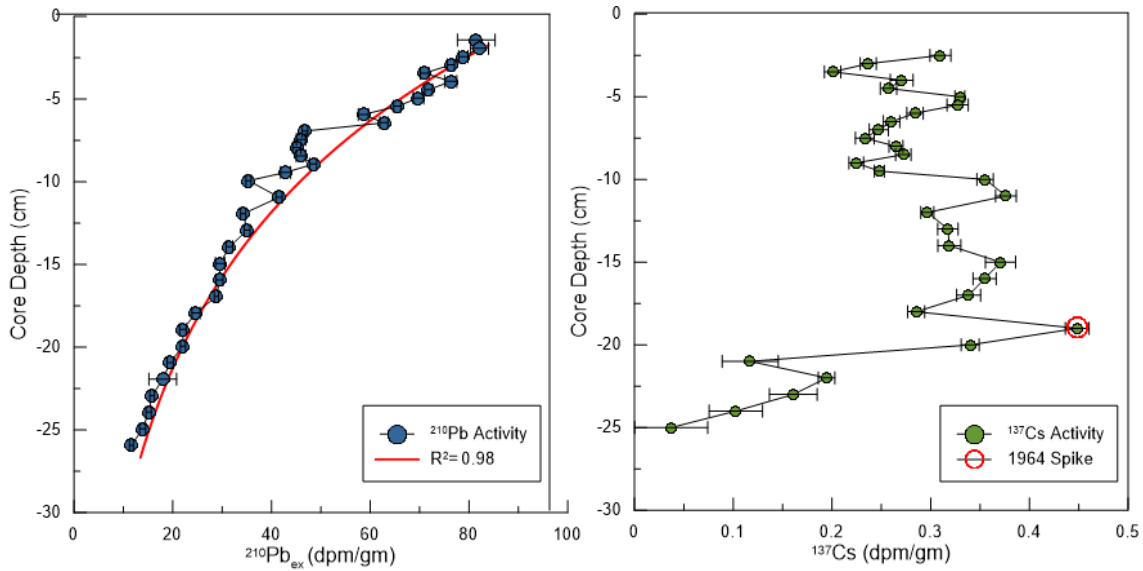 0
-5
-10
-15
-20
-25
-30
Core Depth (cm)
0 20 40 60 80 100
²¹⁰Pbₑₓ (dpm/gm)
²¹⁰Pb Activity
R²= 0.98
0
-5
-10
-15
-20
-25
-30
Core Depth (cm)
0 0.1 0.2 0.3 0.4 0.5
¹³⁷Cs (dpm/gm)
¹³⁷Cs Activity
1964 Spike